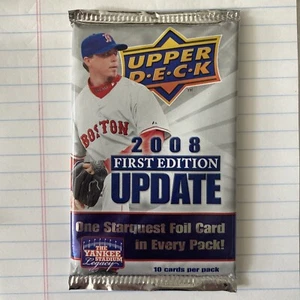 UPPER
D·E·C·K
BOSTON
2008
FIRST EDITION
UPDATE
One Starquest Foil Card
in Every Pack!
THE
YANKEE
STADIUM
Legacy
10 cards per pack